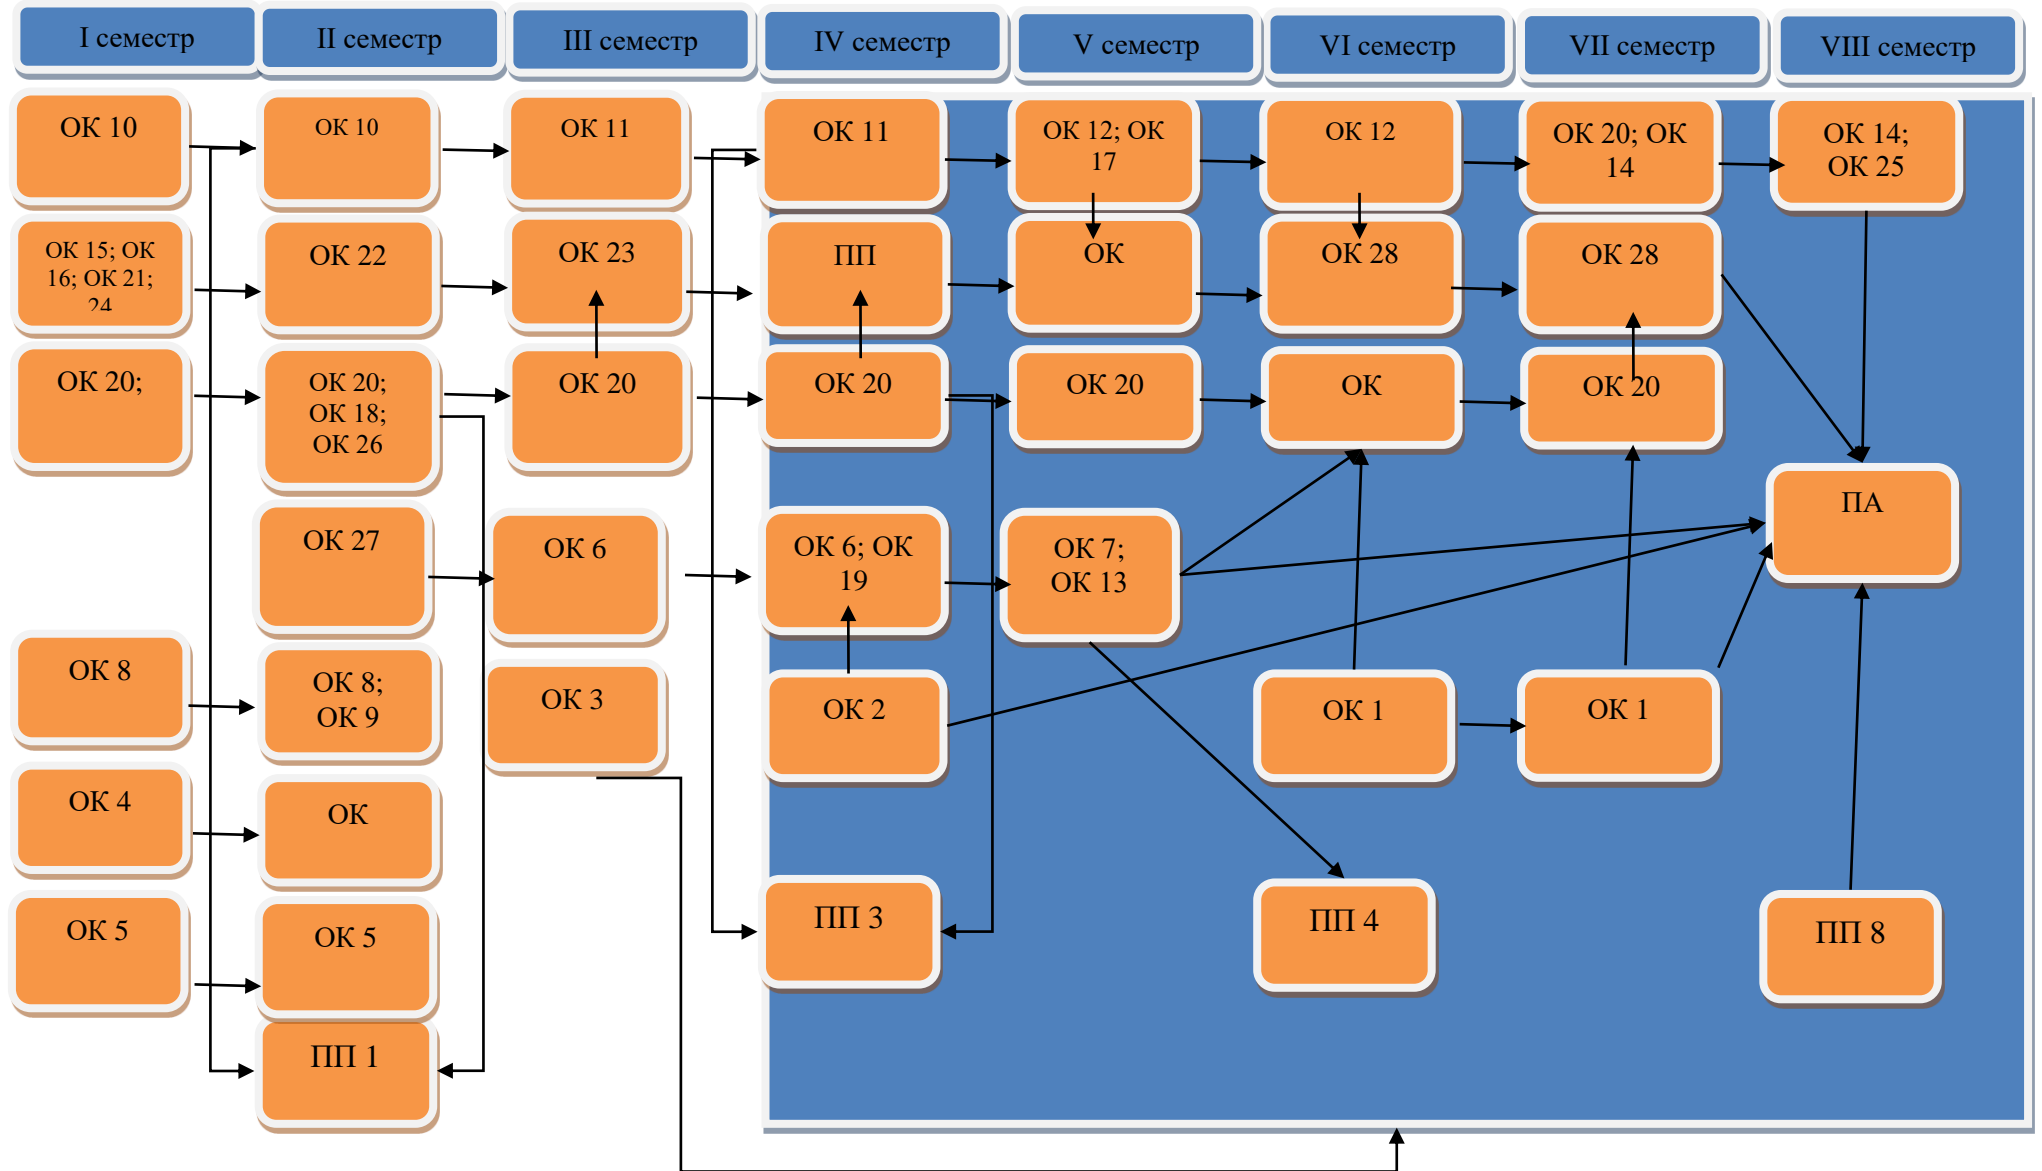 I семестр
II семестр
III семестр
IV семестр
V семестр
VI семестр
VII семестр
VIII семестр
ОК 10
ОК 10
ОК 11
ОК 11
ОК 12; ОК
17
ОК 12
ОК 20; ОК
14
ОК 14;
ОК 25
ОК 15; ОК
16; ОК 21;
24
ОК 22
ОК 23
ПП
ОК
ОК 28
ОК 28
ОК 20;
ОК 20;
ОК 18;
ОК 26
ОК 20
ОК 20
ОК 20
ОК
ОК 20
ОК 27
ОК 6
ОК 6; ОК
19
ОК 7;
ОК 13
ПА
ОК 8
ОК 8;
ОК 9
ОК 3
ОК 2
ОК 1
ОК 1
ОК 4
ОК
ОК 5
ОК 5
ПП 3
ПП 4
ПП 8
ПП 1